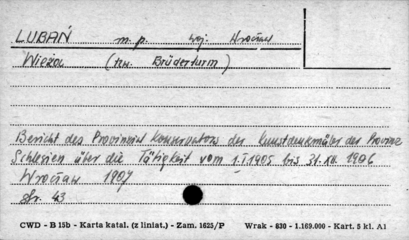 LUBAŃ m. p. woj. Wrocław
Wieża (tzw. Brüderturm)
Bericht des Provinzial Konservators der Kunstdenkmäler der Provinz
Schlesien über die Tätigkeit vom 1.I 1905 bis 31.XII. 1906
Wrocław 1907
str. 43
CWD - B 15b - Karta katal. (z liniat.) - Zam. 1625/P Wrak - 630 - 1.169.000 - Kart. 5 kl. A1